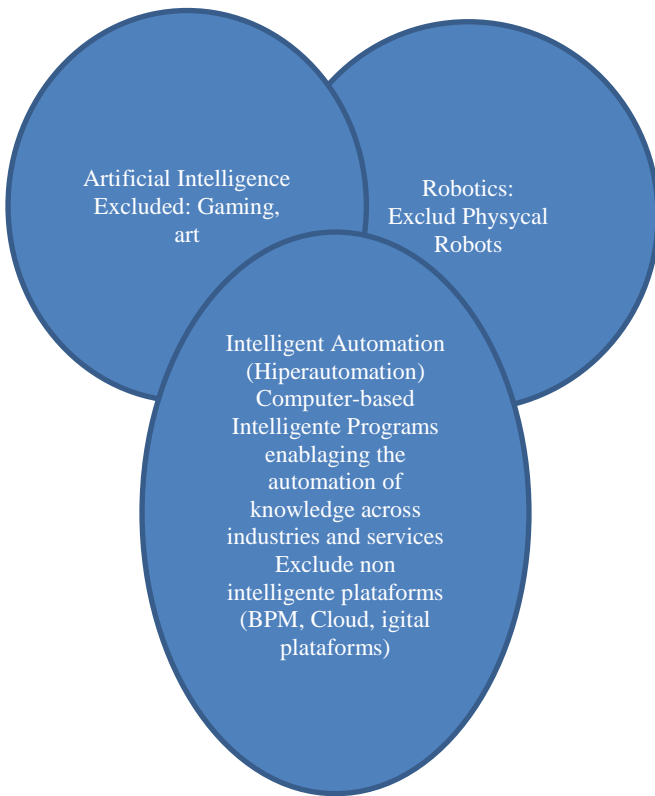 Artificial Intelligence
Excluded: Gaming,
art
Robotics:
Exclud Physycal
Robots
Intelligent Automation
(Hiperautomation)
Computer-based
Intelligente Programs
enablaging the
automation of
knowledge across
industries and services
Exclude non
intelligente plataforms
(BPM, Cloud, igital
plataforms)